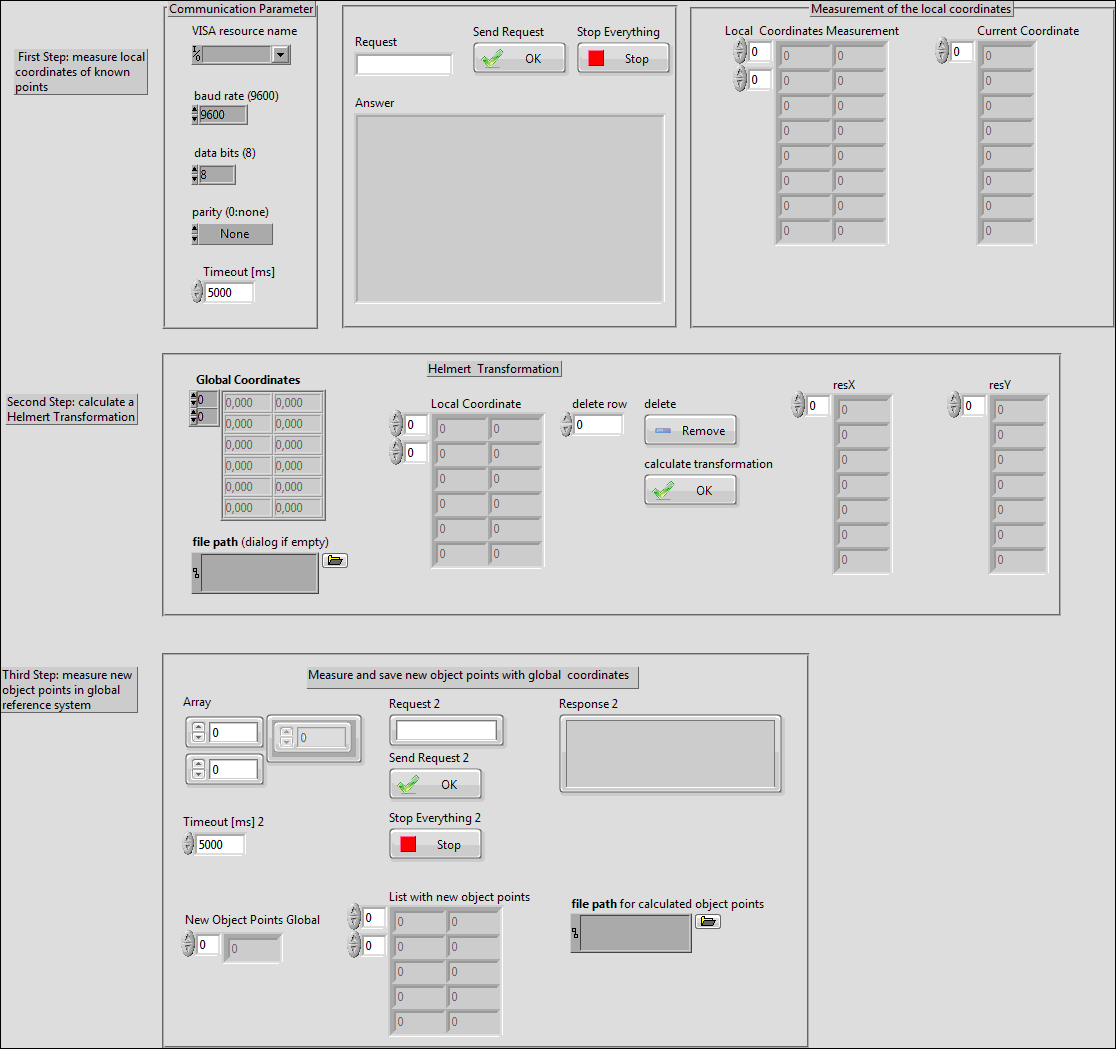 First Step: measure local
coordinates of known
points
Communication Parameter
VISA resource name
baud rate (9600)
9600
data bits (8)
8
parity (0:none)
None
Timeout [ms]
5000
Request
Send Request
OK
Stop Everything
Stop
Answer
Measurement of the local coordinates
Local Coordinates Measurement
0 0 0
0 0 0
0 0
0 0
0 0
0 0
0 0
0 0
Current Coordinate
0 0
0
0
0
0
0
0
0
Second Step: calculate a
Helmert Transformation
Helmert Transformation
Global Coordinates
0 0,000 0,000
0 0,000 0,000
0,000 0,000
0,000 0,000
0,000 0,000
0,000 0,000
file path (dialog if empty)
Local Coordinate
0 0 0
0 0 0
0 0
0 0
0 0
0 0
delete row
0
delete
Remove
calculate transformation
OK
resX
0 0
0
0
0
0
0
0
resY
0 0
0
0
0
0
0
0
Third Step: measure new
object points in global
reference system
Measure and save new object points with global coordinates
Array
0 0
0
Timeout [ms] 2
5000
Request 2
Send Request 2
OK
Stop Everything 2
Stop
Response 2
New Object Points Global
0 0
List with new object points
0 0 0
0 0 0
0 0
0 0
0 0
file path for calculated object points